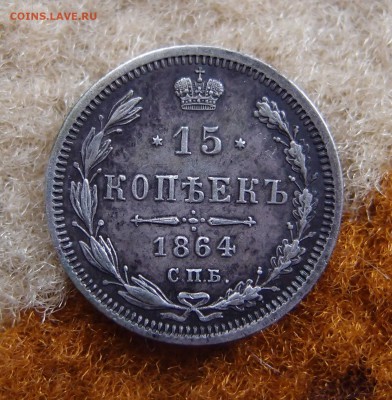 COINS.LAVE.RU
* 15 *
КОПѢЕКЪ
1864
С.П.Б.